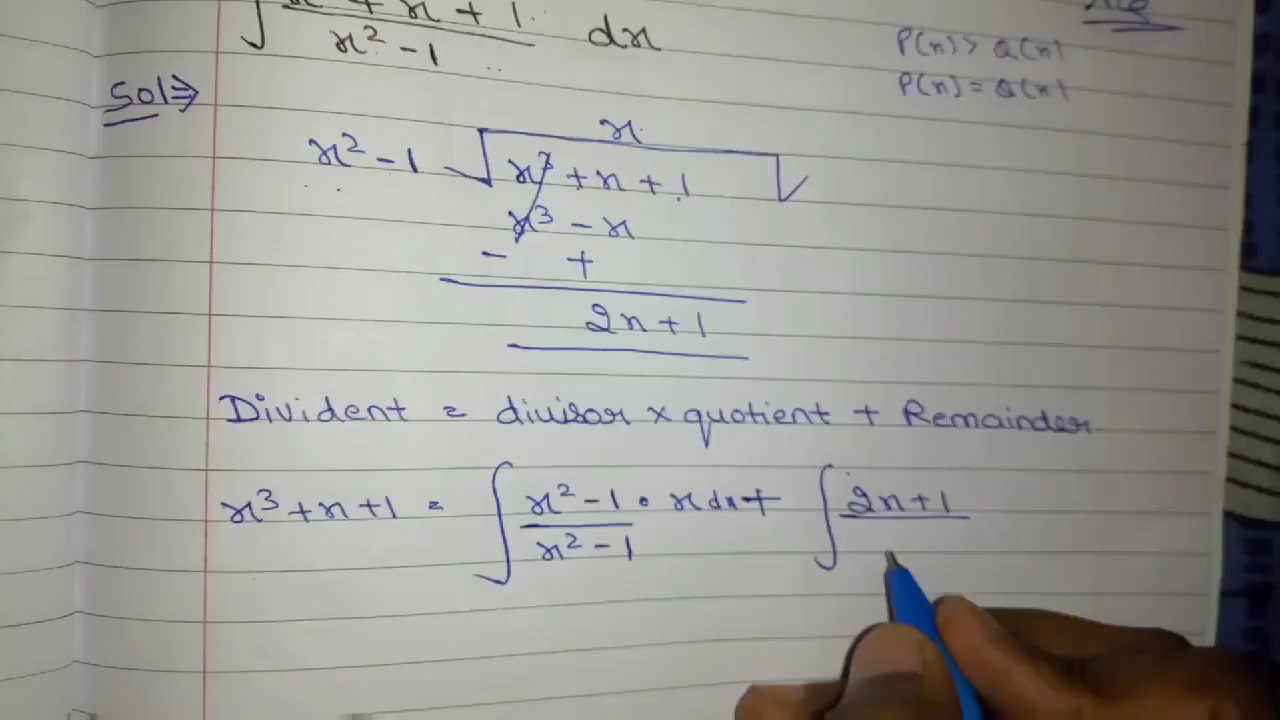 ∫ x³ + x + 1 / x² - 1 dx
P(x) > Q(x)
P(x) = Q(x)
Sol⇒
x
x² - 1 √ x³ + x + 1
x³ - x
- +
2x + 1
Divident = divisor × quotient + Remainder
x³ + x + 1 = ∫ x² - 1 / x² - 1 · x dx + ∫ 2x + 1